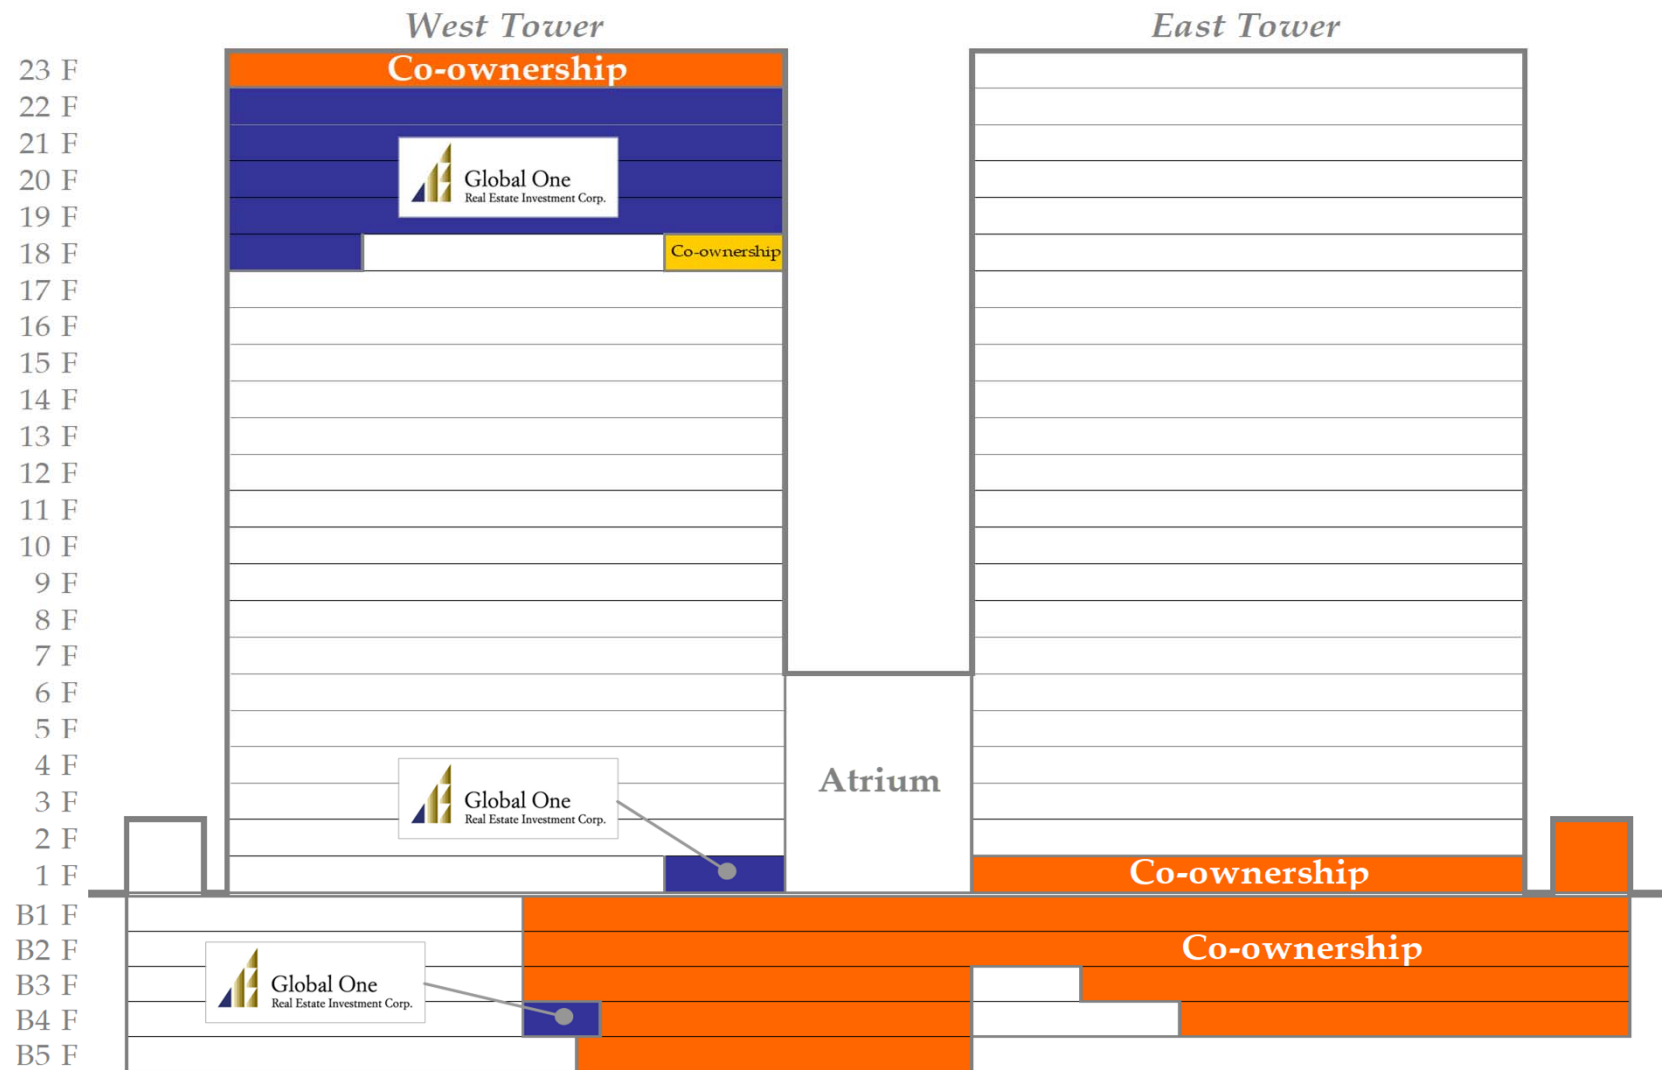 West Tower East Tower
23 F Co-ownership
22 F
21 F
Global One
20 F
Real Estate Investment Corp.
19 F
18 F Co-ownership
17 F
16 F
15 F
14 F
13 F
12 F
11 F
10 F
9 F
8 F
7 F
6 F
5 F
4 F
Atrium
3 F Global One
Real Estate Investment Corp.
2 F
1 F Co-ownership
B1 F
B2 F Co-ownership
B3 F Global One
Real Estate Investment Corp.
B4 F
B5 F